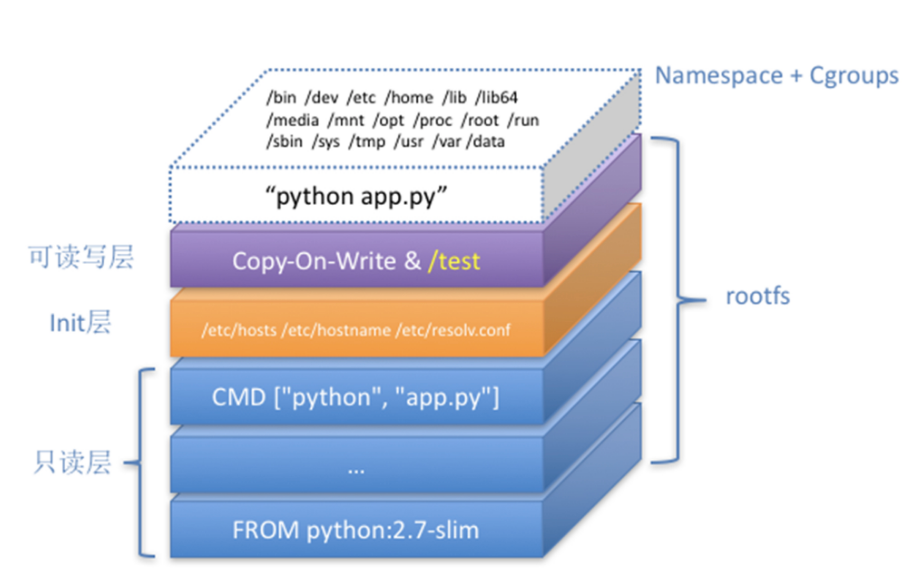 Namespace + Cgroups
/bin /dev /etc /home /lib /lib64
/media /mnt /opt /proc /root /run
/sbin /sys /tmp /usr /var /data
“python app.py”
可读写层
Copy-On-Write & /test
rootfs
Init层
/etc/hosts /etc/hostname /etc/resolv.conf
CMD ["python", "app.py"]
只读层
...
FROM python:2.7-slim